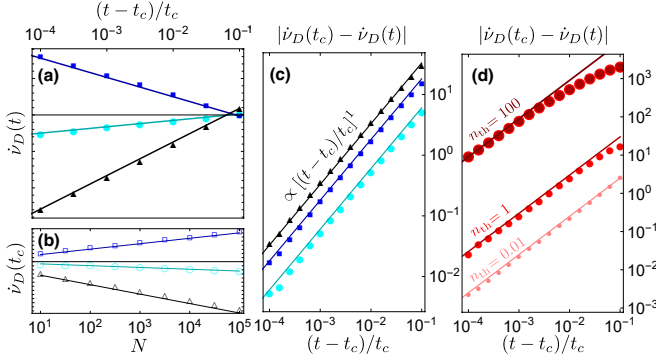 (t − t_c)/t_c
10^−4 10^−3 10^−2 10^−1
(a)
ν̇_D(t)
(b)
ν̇_D(t_c)
10^1 10^2 10^3 10^4 10^5
N
|ν̇_D(t_c) − ν̇_D(t)|
(c)
∝ [(t − t_c)/t_c]^1
10^1
10^0
10^−1
10^−2
10^−4 10^−3 10^−2 10^−1
(t − t_c)/t_c
|ν̇_D(t_c) − ν̇_D(t)|
(d)
n_th = 100
n_th = 1
n_th = 0.01
10^3
10^2
10^1
10^0
10^−1
10^−2
10^−3
10^−4 10^−3 10^−2 10^−1
(t − t_c)/t_c